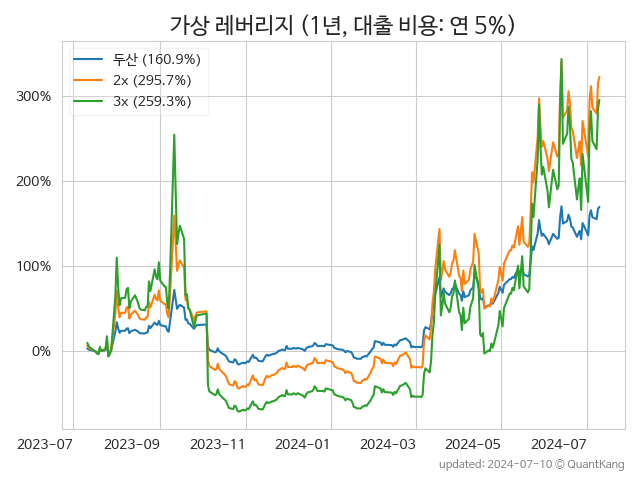 가상 레버리지 (1년, 대출 비용: 연 5%)
두산 (160.9%)
2x (295.7%)
3x (259.3%)
300%
200%
100%
0%
2023-07 2023-09 2023-11 2024-01 2024-03 2024-05 2024-07
updated: 2024-07-10 © QuantKang